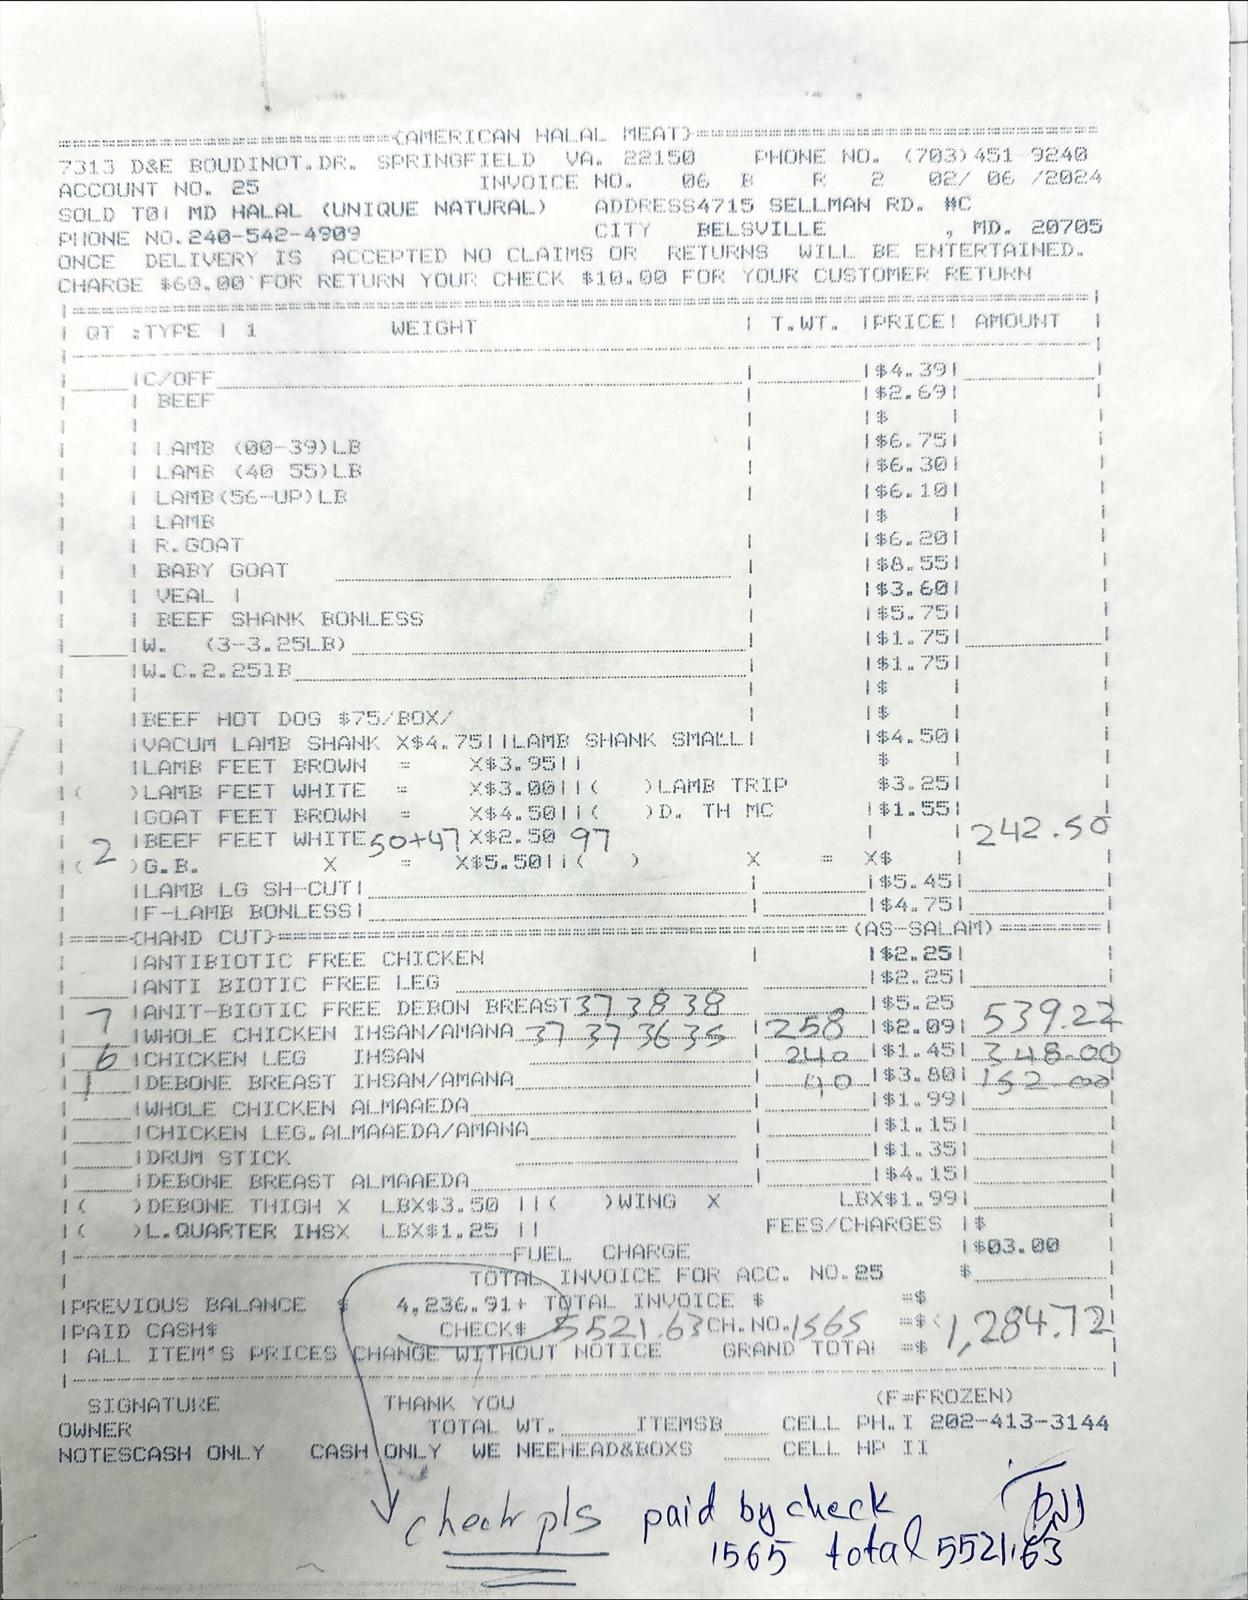 ====================(AMERICAN HALAL MEAT)====================
7313 D&E BOUDINOT.DR. SPRINGFIELD VA. 22150 PHONE NO. (703)451-9240
ACCOUNT NO. 25 INVOICE NO. 06 B R 2 02/ 06 /2024
SOLD TO: MD HALAL (UNIQUE NATURAL) ADDRESS4715 SELLMAN RD. #C
PHONE NO.240-542-4909 CITY BELSVILLE , MD. 20705
ONCE DELIVERY IS ACCEPTED NO CLAIMS OR RETURNS WILL BE ENTERTAINED.
CHARGE $60.00 FOR RETURN YOUR CHECK $10.00 FOR YOUR CUSTOMER RETURN
| QT :TYPE | 1 WEIGHT | T.WT. |PRICE| AMOUNT |
|C/OFF | |$4.39|
| BEEF |$2.69|
|$ |
| LAMB (00-39)LB |$6.75|
| LAMB (40 55)LB |$6.30|
| LAMB(56-UP)LB |$6.10|
| LAMB |$ |
| R.GOAT |$6.20|
| BABY GOAT |$8.55|
| VEAL | |$3.60|
| BEEF SHANK BONLESS |$5.75|
|W. (3-3.25LB) |$1.75|
|W.C.2.25lB |$1.75|
|$ |
|BEEF HOT DOG $75/BOX/ |$ |
|VACUM LAMB SHANK X$4.75||LAMB SHANK SMALL| |$4.50|
|LAMB FEET BROWN = X$3.95|| $ |
|( )LAMB FEET WHITE = X$3.00||( )LAMB TRIP $3.25|
|GOAT FEET BROWN = X$4.50||( )D. TH MC |$1.55|
|BEEF FEET WHITE 50+47 X$2.50 97 | | 242.50
|( 2 )G.B. X = X$5.50||( ) X = X$ |
|LAMB LG SH-CUT| |$5.45|
|F-LAMB BONLESS| |$4.75|
|====(HAND CUT)====================(AS-SALAM)=======|
|ANTIBIOTIC FREE CHICKEN |$2.25|
|ANTI BIOTIC FREE LEG |$2.25|
|ANIT-BIOTIC FREE DEBON BREAST 37 38 38 |$5.25
7 |WHOLE CHICKEN IHSAN/AMANA 37 37 36 35 | 258 |$2.09| 539.22
6 |CHICKEN LEG IHSAN 240 |$1.45| 348.00
1 |DEBONE BREAST IHSAN/AMANA 40 |$3.80| 152.00
|WHOLE CHICKEN ALMAAEDA |$1.99|
|CHICKEN LEG.ALMAAEDA/AMANA |$1.15|
|DRUM STICK |$1.35|
|DEBONE BREAST ALMAAEDA |$4.15|
|( )DEBONE THIGH X LBX$3.50 ||( )WING X LBX$1.99|
|( )L.QUARTER IHSX LBX$1.25 || FEES/CHARGES |$
FUEL CHARGE |$03.00
TOTAL INVOICE FOR ACC. NO.25 $
|PREVIOUS BALANCE $ 4,236.91+ TOTAL INVOICE $ =$
|PAID CASH$ CHECK$ 5521.63 CH.NO. 1565 =$< 1,284.72
| ALL ITEM'S PRICES CHANGE WITHOUT NOTICE GRAND TOTAL =$
SIGNATURE THANK YOU (F=FROZEN)
OWNER TOTAL WT. ITEMSB CELL PH.I 202-413-3144
NOTESCASH ONLY CASH ONLY WE NEEHEAD&BOXS CELL HP II
check pls paid by check
1565 total 5521.63